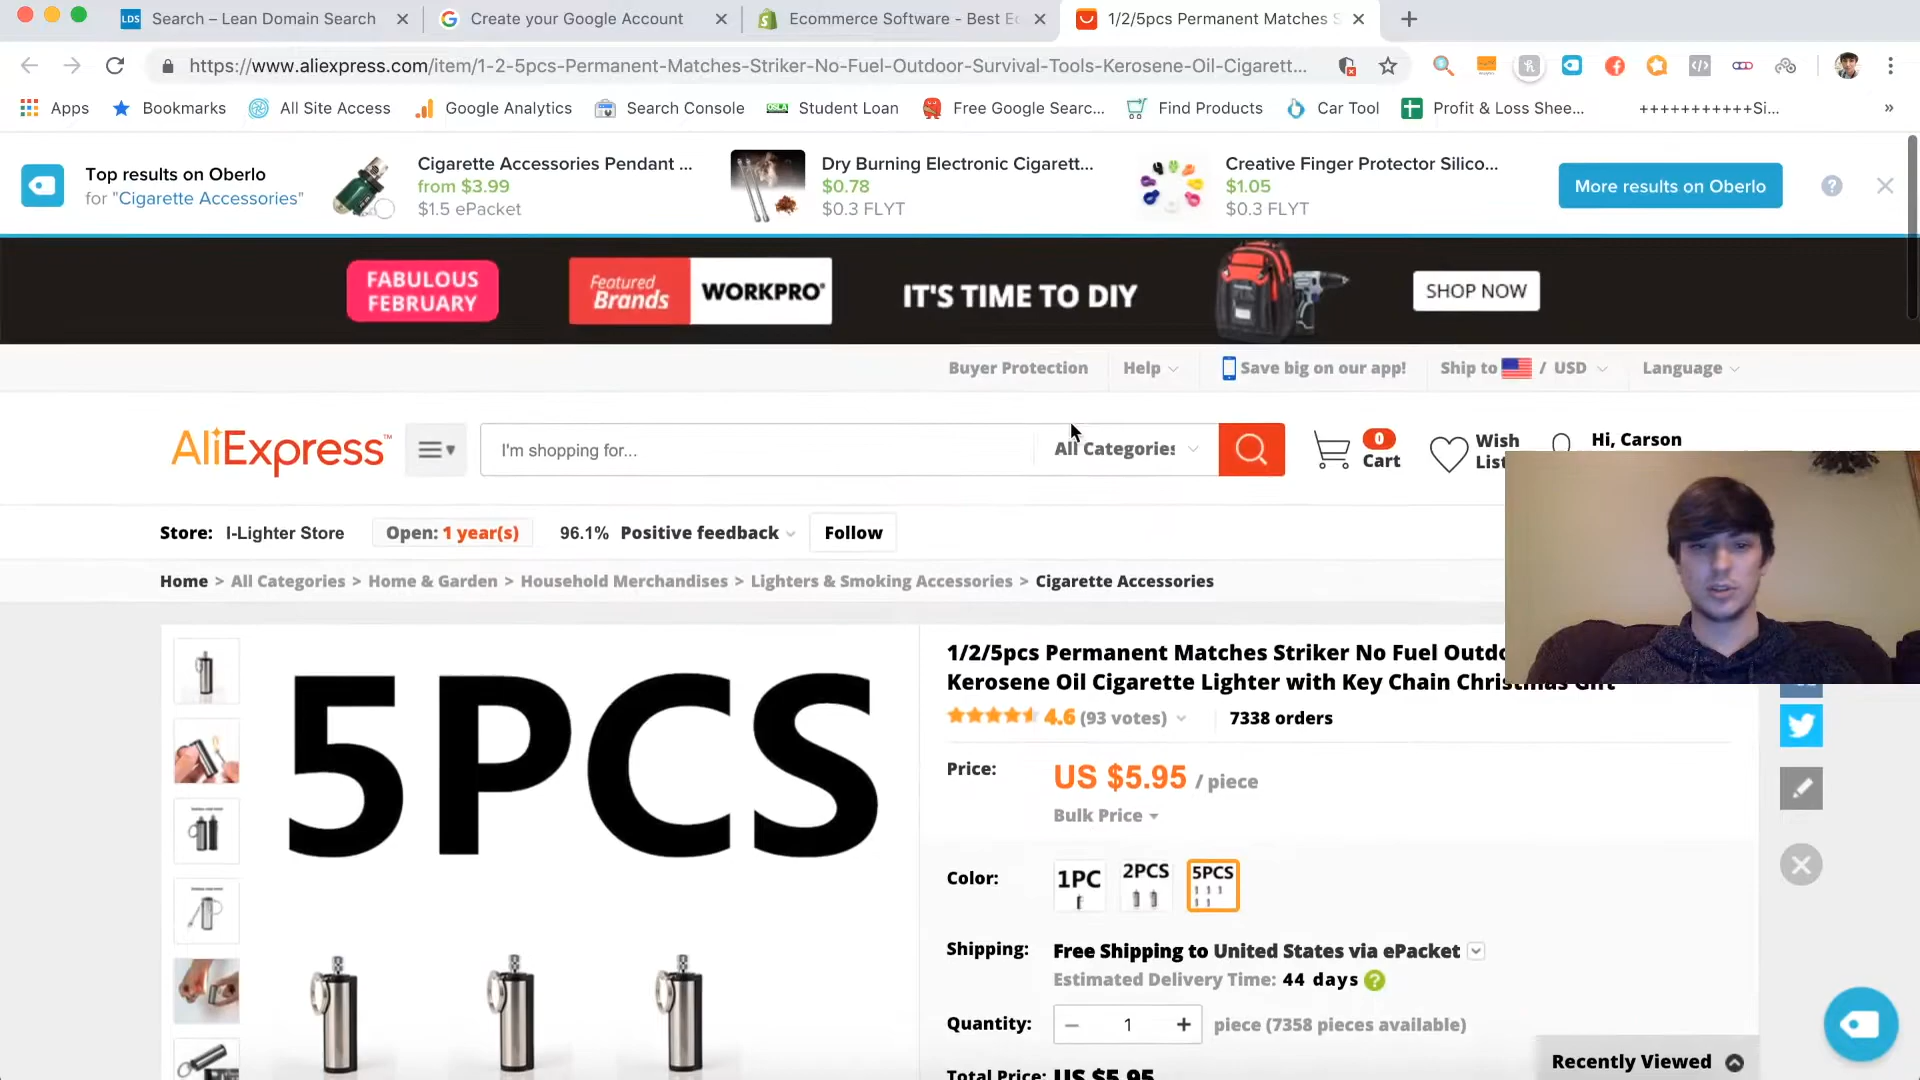 LDS Search – Lean Domain Search
Create your Google Account
Ecommerce Software - Best Ec
1/2/5pcs Permanent Matches S
https://www.aliexpress.com/item/1-2-5pcs-Permanent-Matches-Striker-No-Fuel-Outdoor-Survival-Tools-Kerosene-Oil-Cigarett...
Apps
Bookmarks
All Site Access
Google Analytics
Search Console
Student Loan
Free Google Searc...
Find Products
Car Tool
Profit & Loss Shee...
+++++++++++Si...
»
Top results on Oberlo
for "Cigarette Accessories"
Cigarette Accessories Pendant ...
from $3.99
$1.5 ePacket
Dry Burning Electronic Cigarett...
$0.78
$0.3 FLYT
Creative Finger Protector Silico...
$1.05
$0.3 FLYT
More results on Oberlo
?
FABULOUS
FEBRUARY
Featured
Brands
WORKPRO®
IT'S TIME TO DIY
SHOP NOW
Buyer Protection
Help
Save big on our app!
Ship to / USD
Language
AliExpress™
I'm shopping for...
All Categories
0
Cart
Wish
List
Hi, Carson
Store: I-Lighter Store
Open: 1 year(s)
96.1% Positive feedback
Follow
Home > All Categories > Home & Garden > Household Merchandises > Lighters & Smoking Accessories > Cigarette Accessories
5PCS
1/2/5pcs Permanent Matches Striker No Fuel Outdo
Kerosene Oil Cigarette Lighter with Key Chain Christmas Gift
4.6 (93 votes)
7338 orders
Price: US $5.95 / piece
Bulk Price
Color:
1PC
2PCS
5PCS
Shipping: Free Shipping to United States via ePacket
Estimated Delivery Time: 44 days ?
Quantity: − 1 + piece (7358 pieces available)
Total Price: US $5.95
Recently Viewed